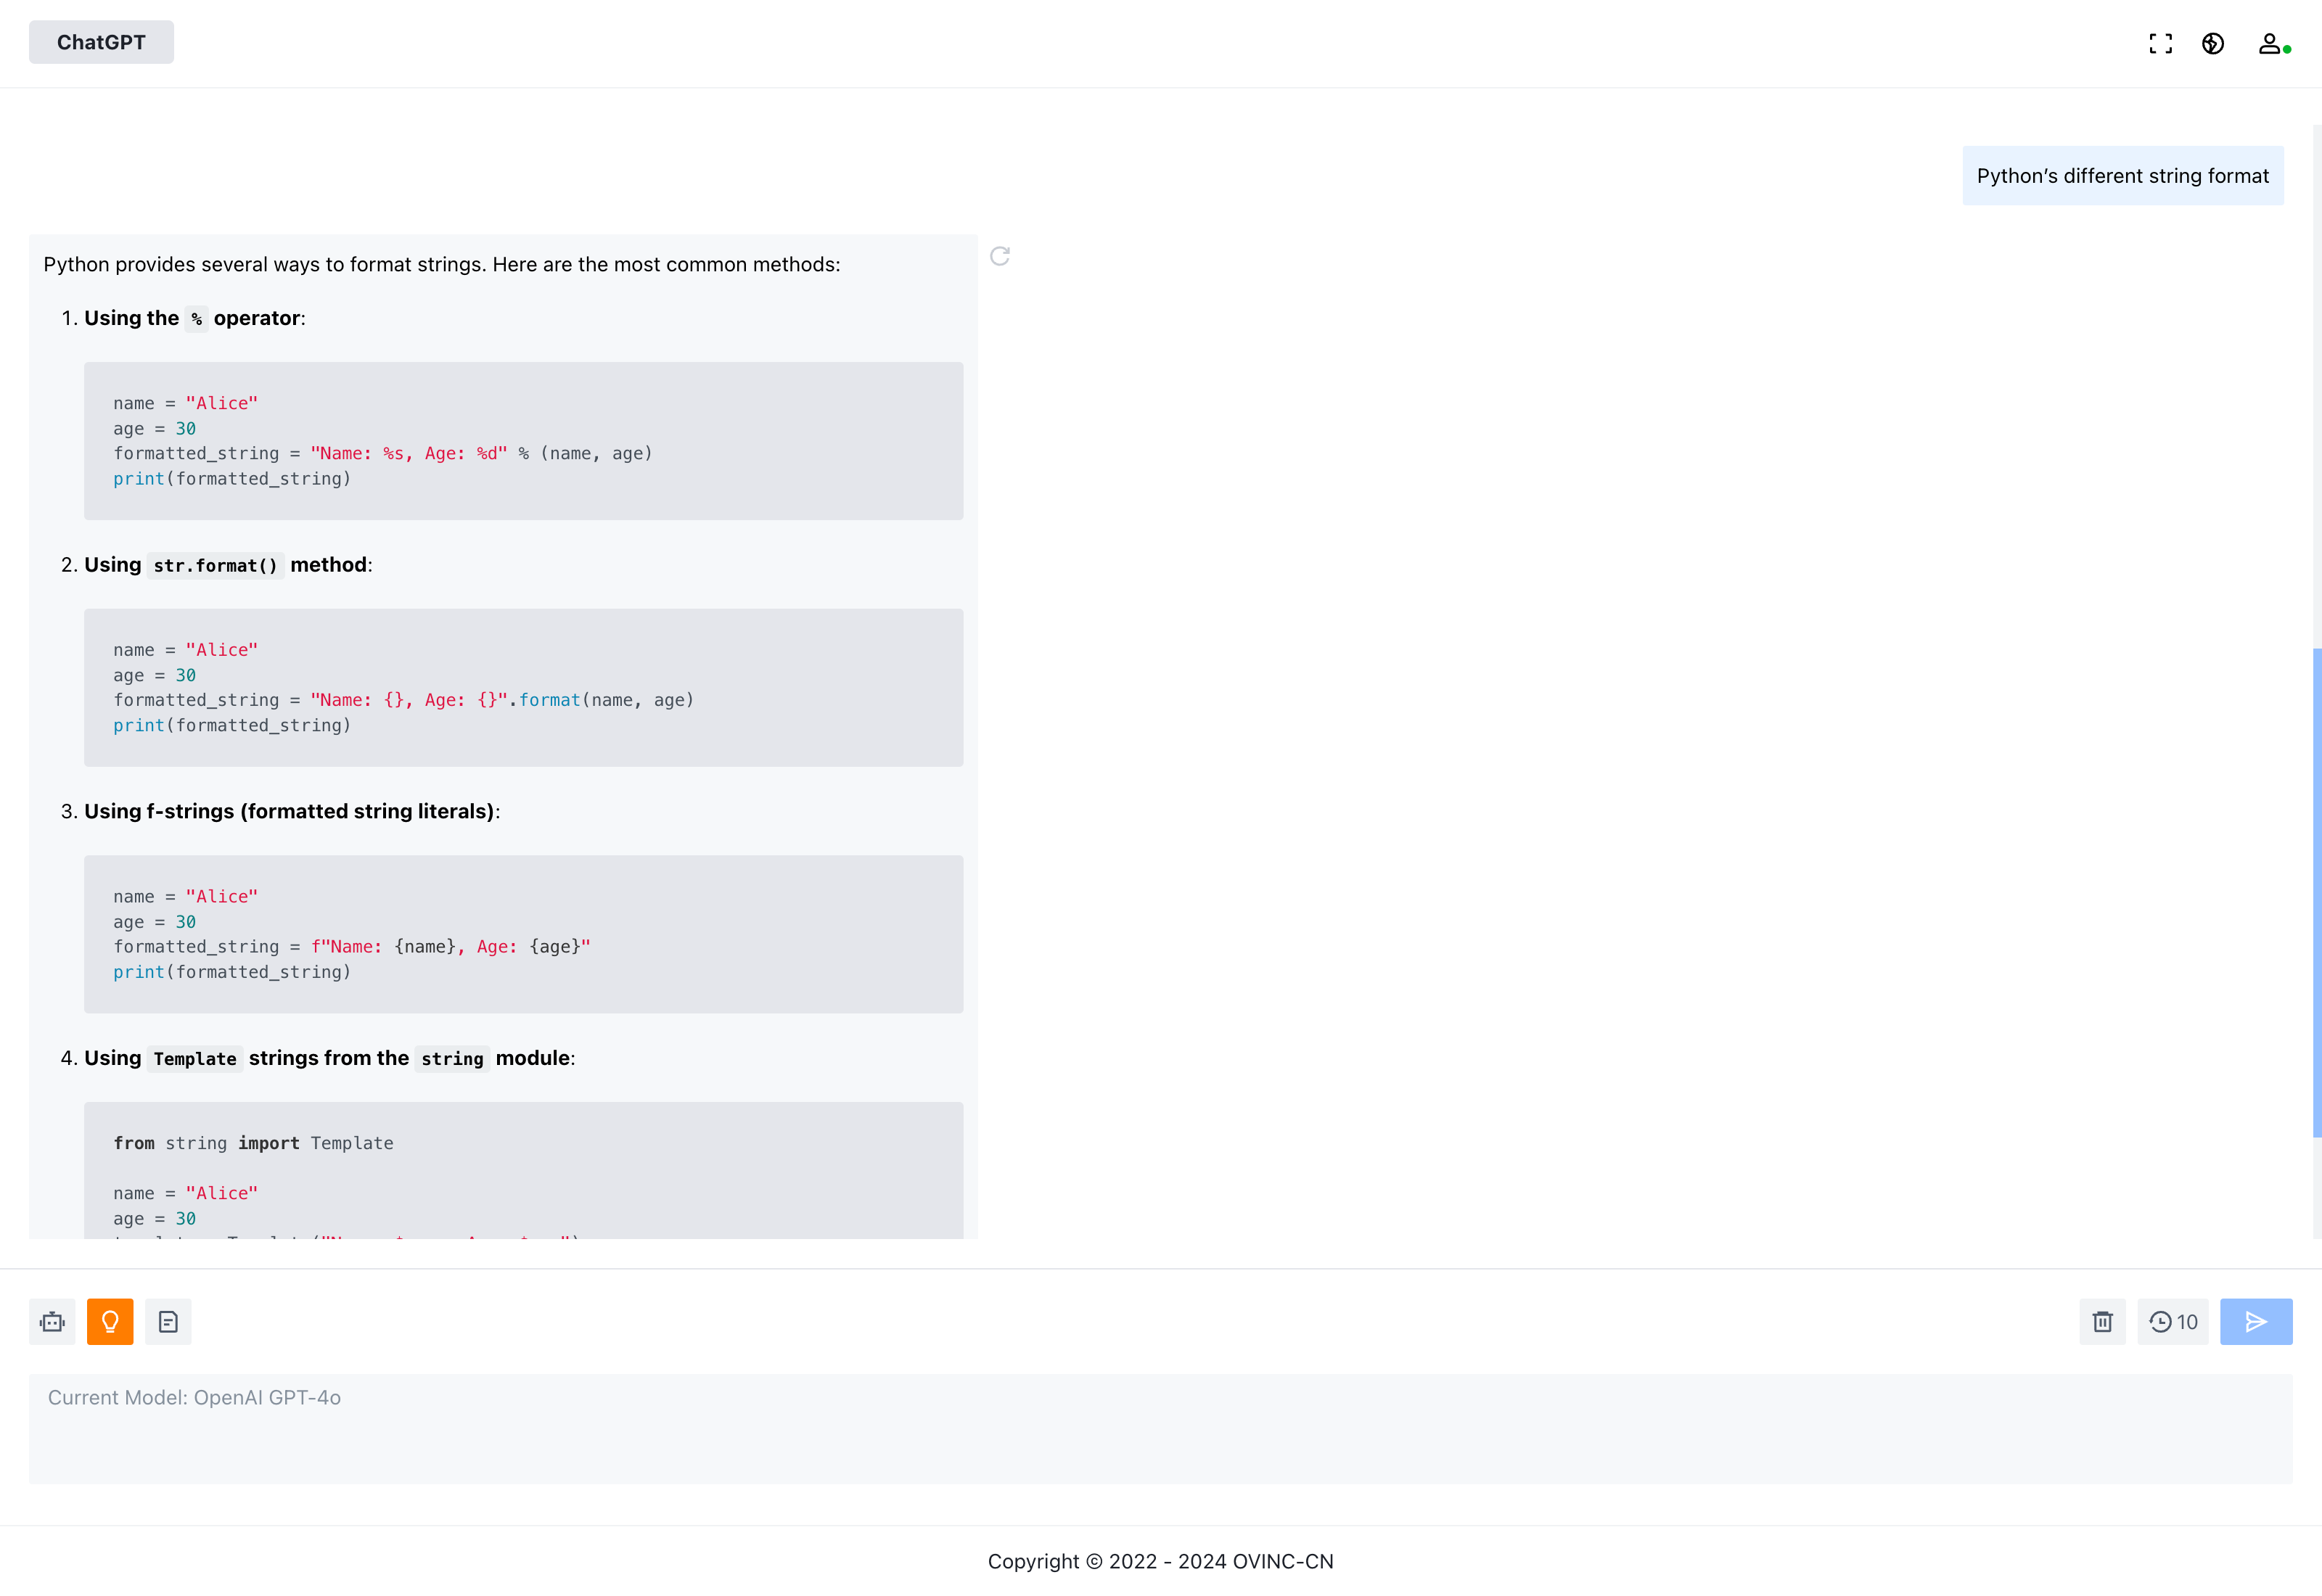 ChatGPT
Python’s different string format
Python provides several ways to format strings. Here are the most common methods:
1. Using the % operator:
name = "Alice"
age = 30
formatted_string = "Name: %s, Age: %d" % (name, age)
print(formatted_string)
2. Using str.format() method:
name = "Alice"
age = 30
formatted_string = "Name: {}, Age: {}".format(name, age)
print(formatted_string)
3. Using f-strings (formatted string literals):
name = "Alice"
age = 30
formatted_string = f"Name: {name}, Age: {age}"
print(formatted_string)
4. Using Template strings from the string module:
from string import Template
name = "Alice"
age = 30
10
Current Model: OpenAI GPT-4o
Copyright © 2022 - 2024 OVINC-CN